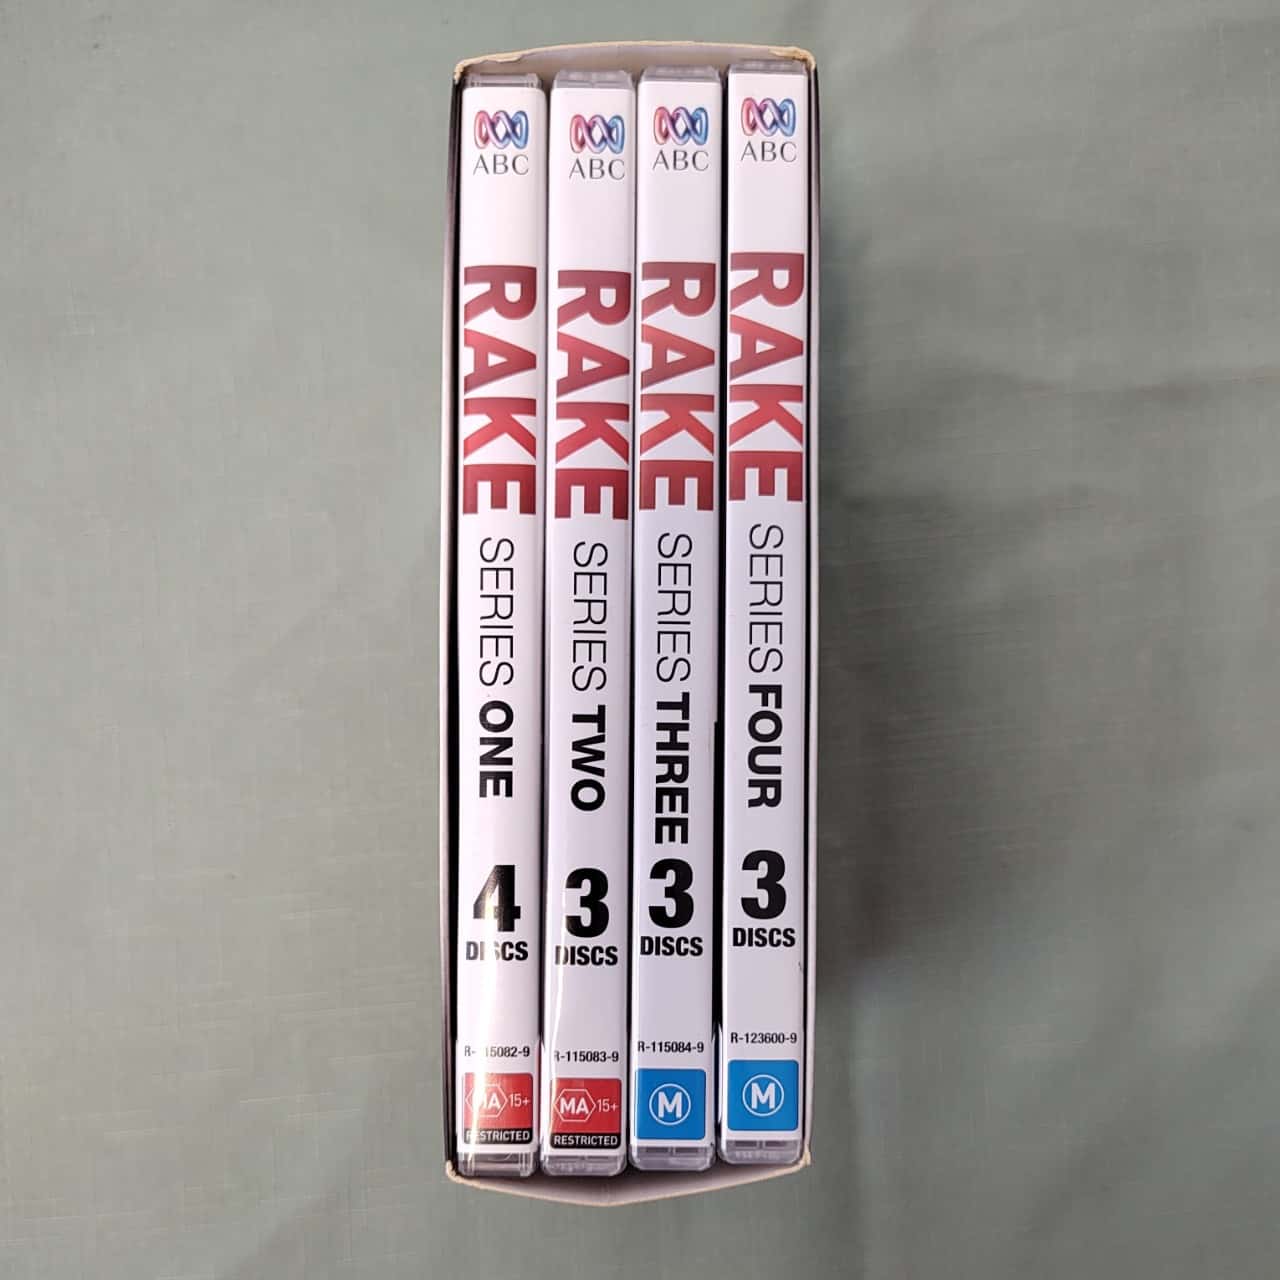 ABC
RAKE SERIES ONE
4
DISCS
R-115082-9
MA 15+
RESTRICTED
ABC
RAKE SERIES TWO
3
DISCS
R-115083-9
MA 15+
RESTRICTED
ABC
RAKE SERIES THREE
3
DISCS
R-115084-9
M
ABC
RAKE SERIES FOUR
3
DISCS
R-123600-9
M